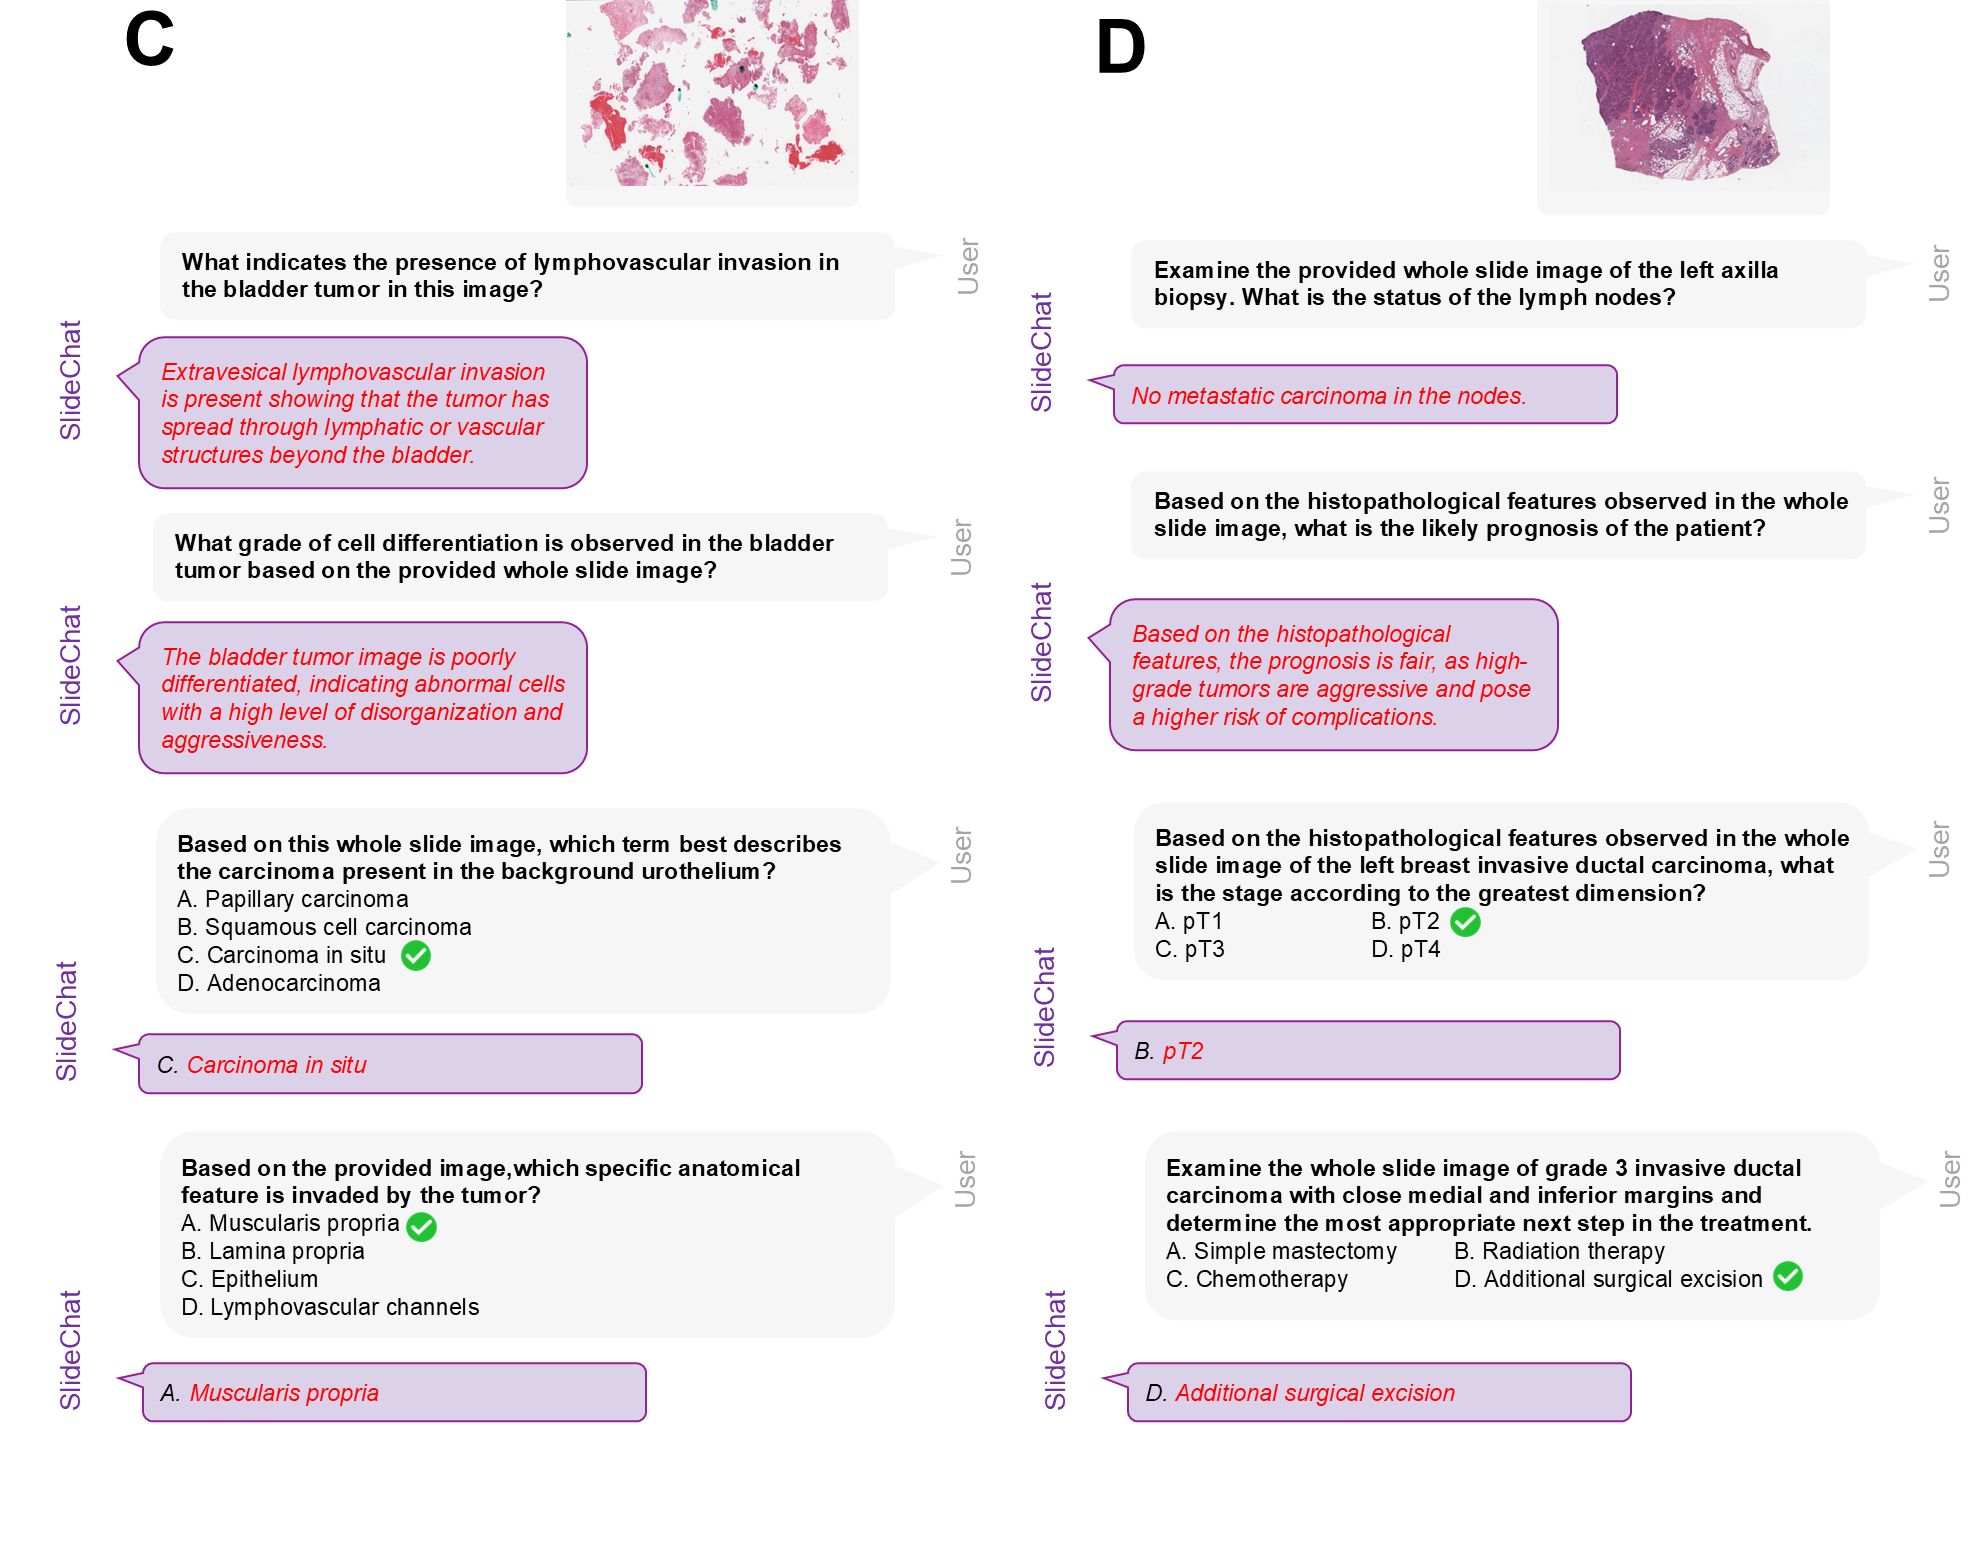 C
What indicates the presence of lymphovascular invasion in
the bladder tumor in this image?
User
SlideChat
Extravesical lymphovascular invasion
is present showing that the tumor has
spread through lymphatic or vascular
structures beyond the bladder.
What grade of cell differentiation is observed in the bladder
tumor based on the provided whole slide image?
User
SlideChat
The bladder tumor image is poorly
differentiated, indicating abnormal cells
with a high level of disorganization and
aggressiveness.
Based on this whole slide image, which term best describes
the carcinoma present in the background urothelium?
A. Papillary carcinoma
B. Squamous cell carcinoma
C. Carcinoma in situ
D. Adenocarcinoma
User
SlideChat
C. Carcinoma in situ
Based on the provided image,which specific anatomical
feature is invaded by the tumor?
A. Muscularis propria
B. Lamina propria
C. Epithelium
D. Lymphovascular channels
User
SlideChat
A. Muscularis propria
D
Examine the provided whole slide image of the left axilla
biopsy. What is the status of the lymph nodes?
User
SlideChat
No metastatic carcinoma in the nodes.
Based on the histopathological features observed in the whole
slide image, what is the likely prognosis of the patient?
User
SlideChat
Based on the histopathological
features, the prognosis is fair, as high-
grade tumors are aggressive and pose
a higher risk of complications.
Based on the histopathological features observed in the whole
slide image of the left breast invasive ductal carcinoma, what
is the stage according to the greatest dimension?
A. pT1 B. pT2
C. pT3 D. pT4
User
SlideChat
B. pT2
Examine the whole slide image of grade 3 invasive ductal
carcinoma with close medial and inferior margins and
determine the most appropriate next step in the treatment.
A. Simple mastectomy B. Radiation therapy
C. Chemotherapy D. Additional surgical excision
User
SlideChat
D. Additional surgical excision